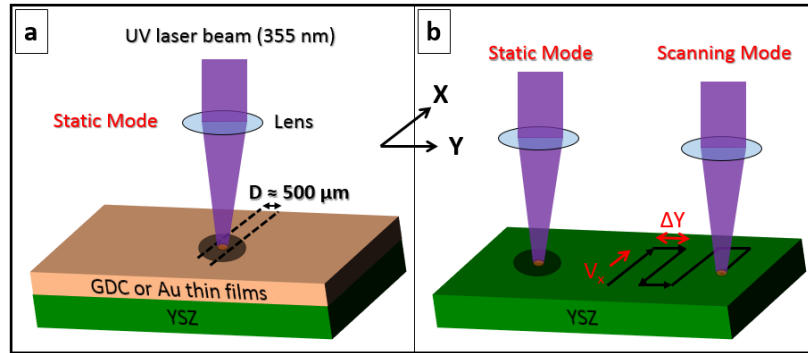 a
UV laser beam (355 nm)
Static Mode
Lens
D ≈ 500 µm
GDC or Au thin films
YSZ
X
Y
b
Static Mode
Scanning Mode
ΔY
Vx
YSZ